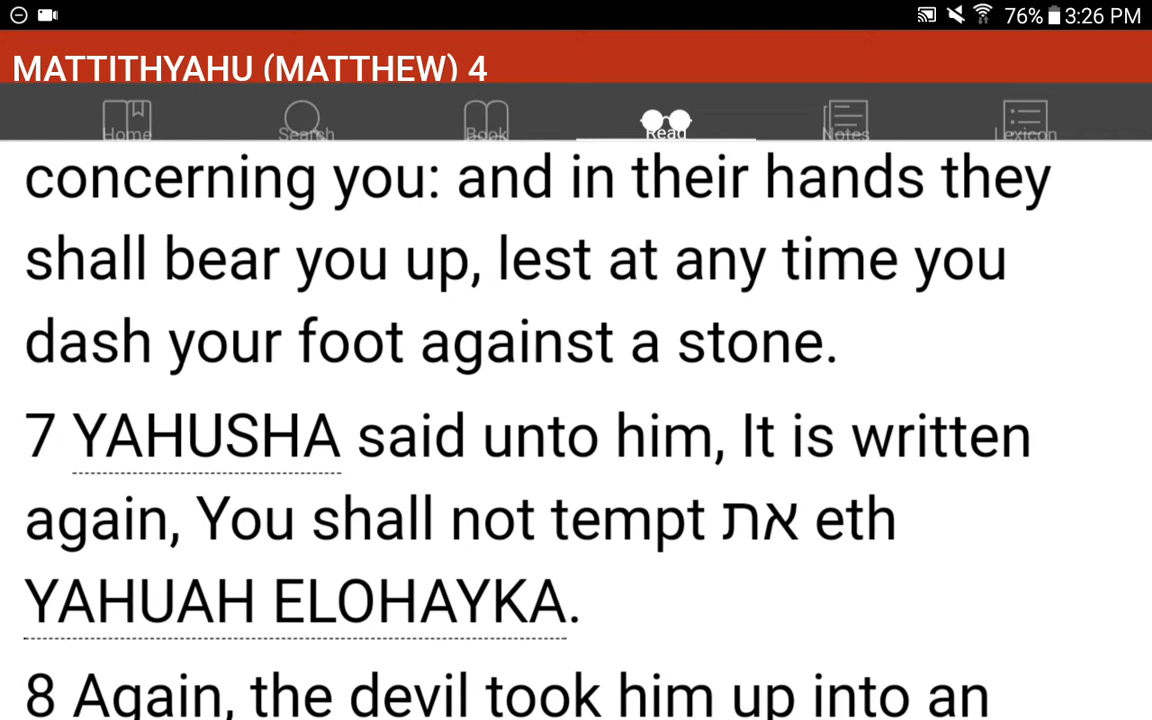 76% 3:26 PM
MATTITHYAHU (MATTHEW) 4
Home Search Book Read Notes Lexicon
concerning you: and in their hands they
shall bear you up, lest at any time you
dash your foot against a stone.
7 YAHUSHA said unto him, It is written
again, You shall not tempt את eth
YAHUAH ELOHAYKA.
8 Again, the devil took him up into an